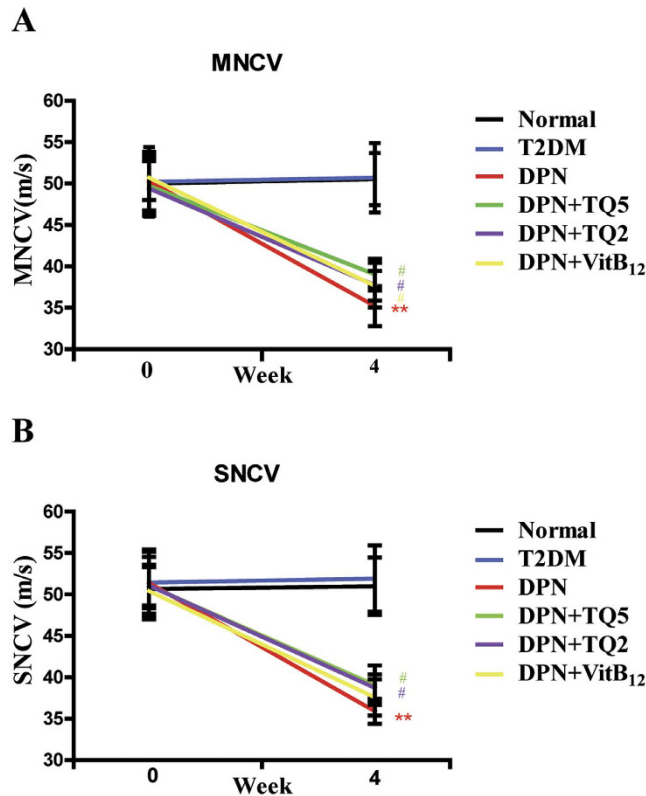 A
MNCV
60
55
50
45
40
35
30
MNCV(m/s)
0
Week
4
#
#
#
**
Normal
T2DM
DPN
DPN+TQ5
DPN+TQ2
DPN+VitB₁₂
B
SNCV
60
55
50
45
40
35
30
SNCV (m/s)
0
Week
4
#
#
**
Normal
T2DM
DPN
DPN+TQ5
DPN+TQ2
DPN+VitB₁₂